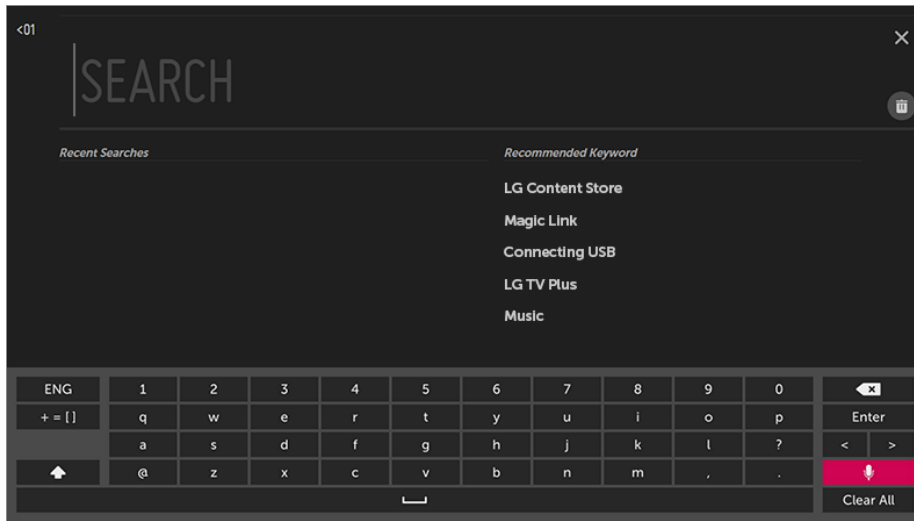 <01
SEARCH
Recent Searches
Recommended Keyword
LG Content Store
Magic Link
Connecting USB
LG TV Plus
Music
ENG 1 2 3 4 5 6 7 8 9 0
+ = [ ] q w e r t y u i o p Enter
a s d f g h j k l ? < >
@ z x c v b n m , .
Clear All